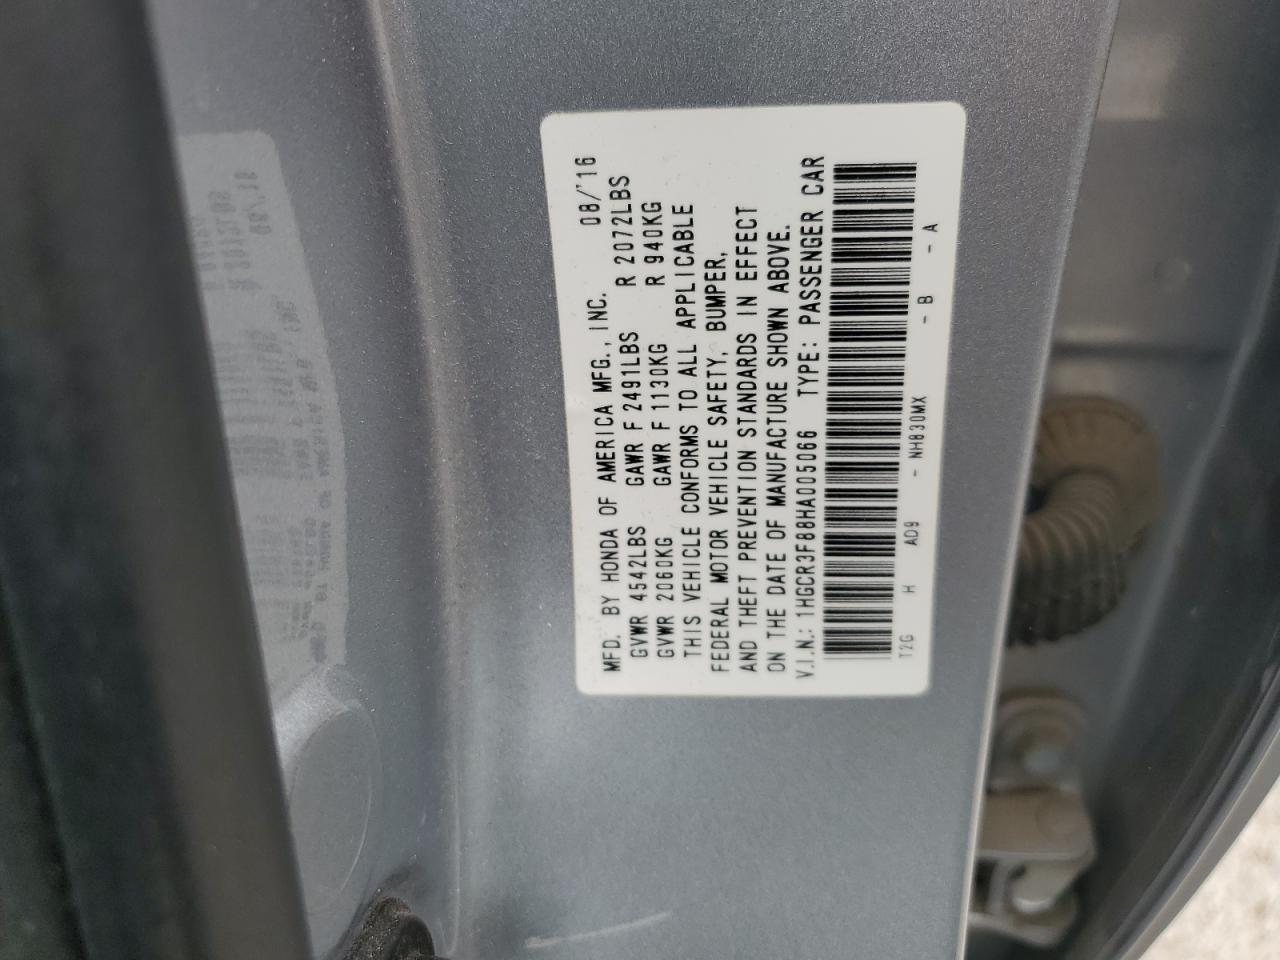 MFD. BY HONDA OF AMERICA MFG., INC. 08/'16
GVWR 4542LBS GAWR F 2491LBS R 2072LBS
GVWR 2060KG GAWR F 1130KG R 940KG
THIS VEHICLE CONFORMS TO ALL APPLICABLE
FEDERAL MOTOR VEHICLE SAFETY, BUMPER,
AND THEFT PREVENTION STANDARDS IN EFFECT
ON THE DATE OF MANUFACTURE SHOWN ABOVE.
V.I.N.: 1HGCR3F88HA005066 TYPE: PASSENGER CAR
T2G H AD9 - NH830MX - B - A